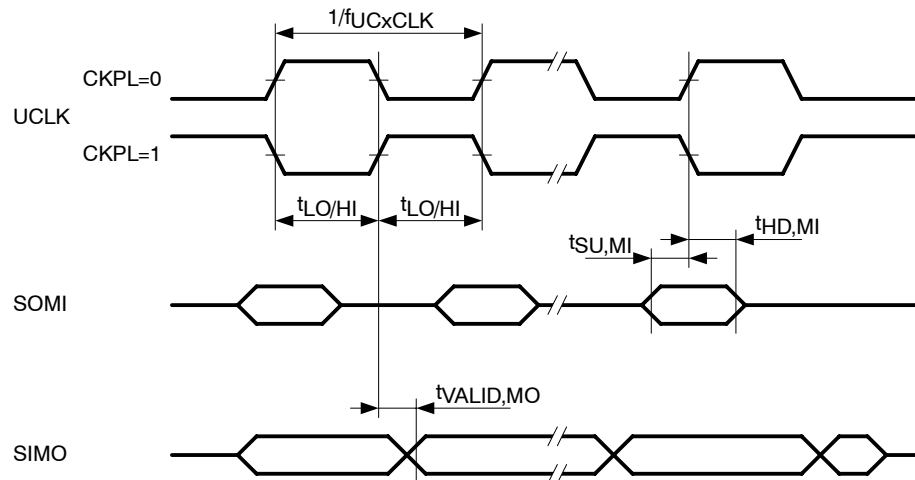 1/fUCxCLK
CKPL=0
UCLK
CKPL=1
tLO/HI tLO/HI
tSU,MI tHD,MI
SOMI
tVALID,MO
SIMO